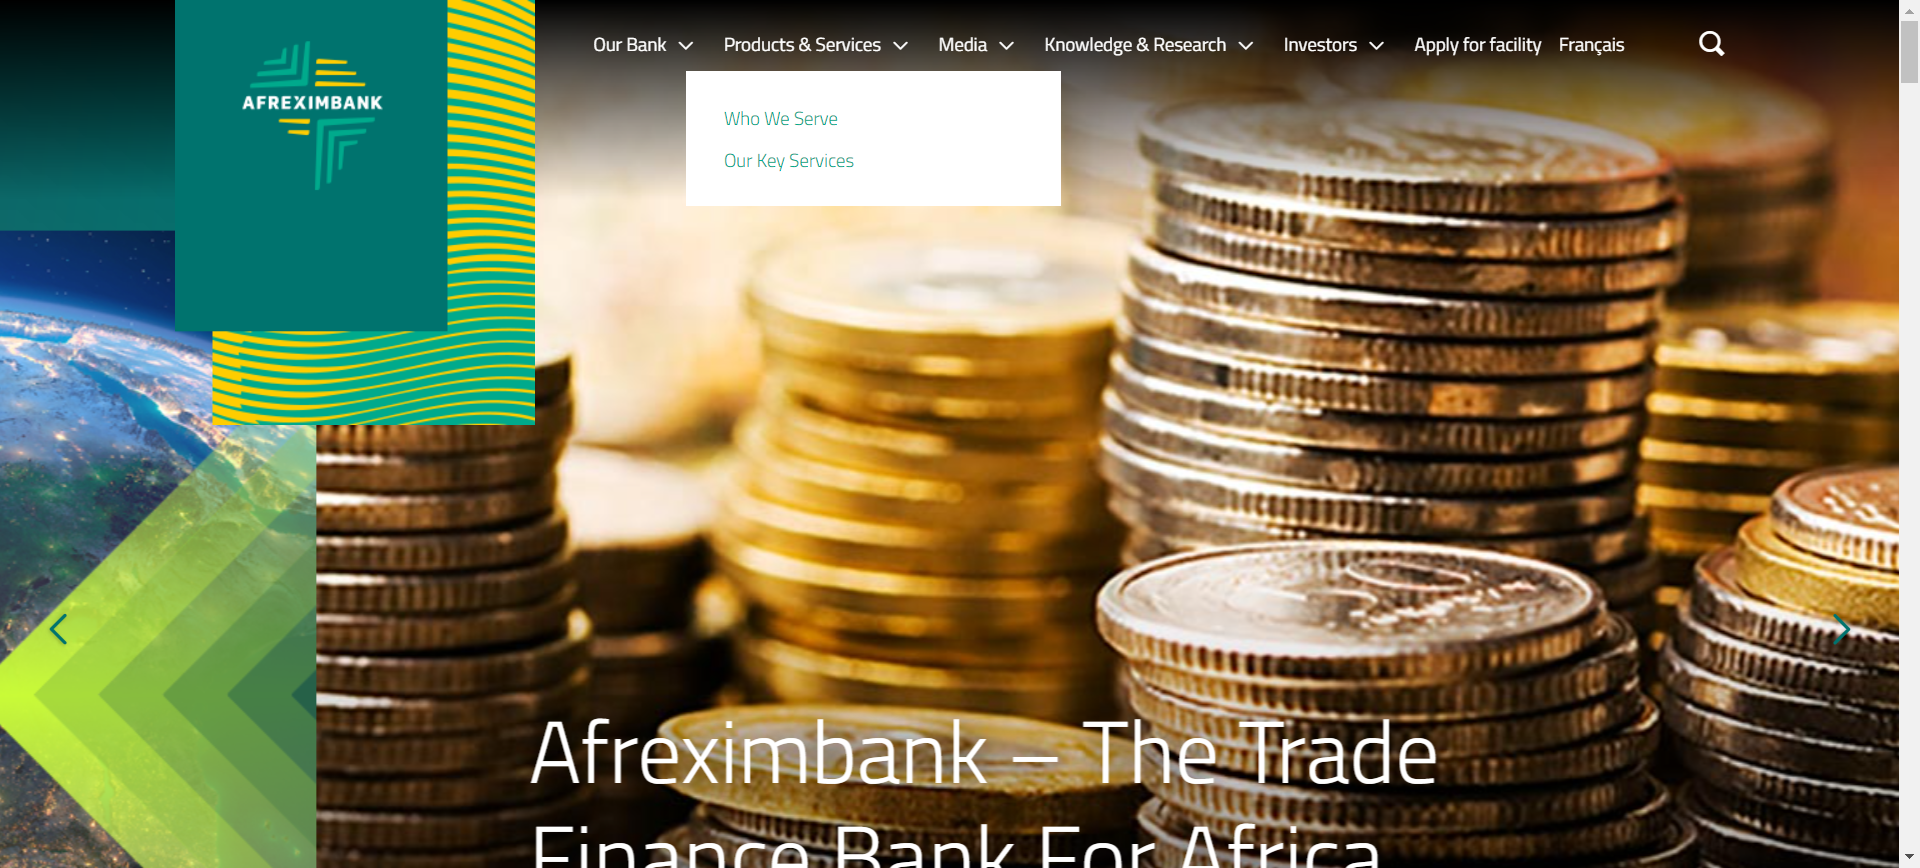 AFREXIMBANK
Our Bank Products & Services Media Knowledge & Research Investors Apply for facility Français
Who We Serve
Our Key Services
Afreximbank – The Trade
Finance Bank For Africa